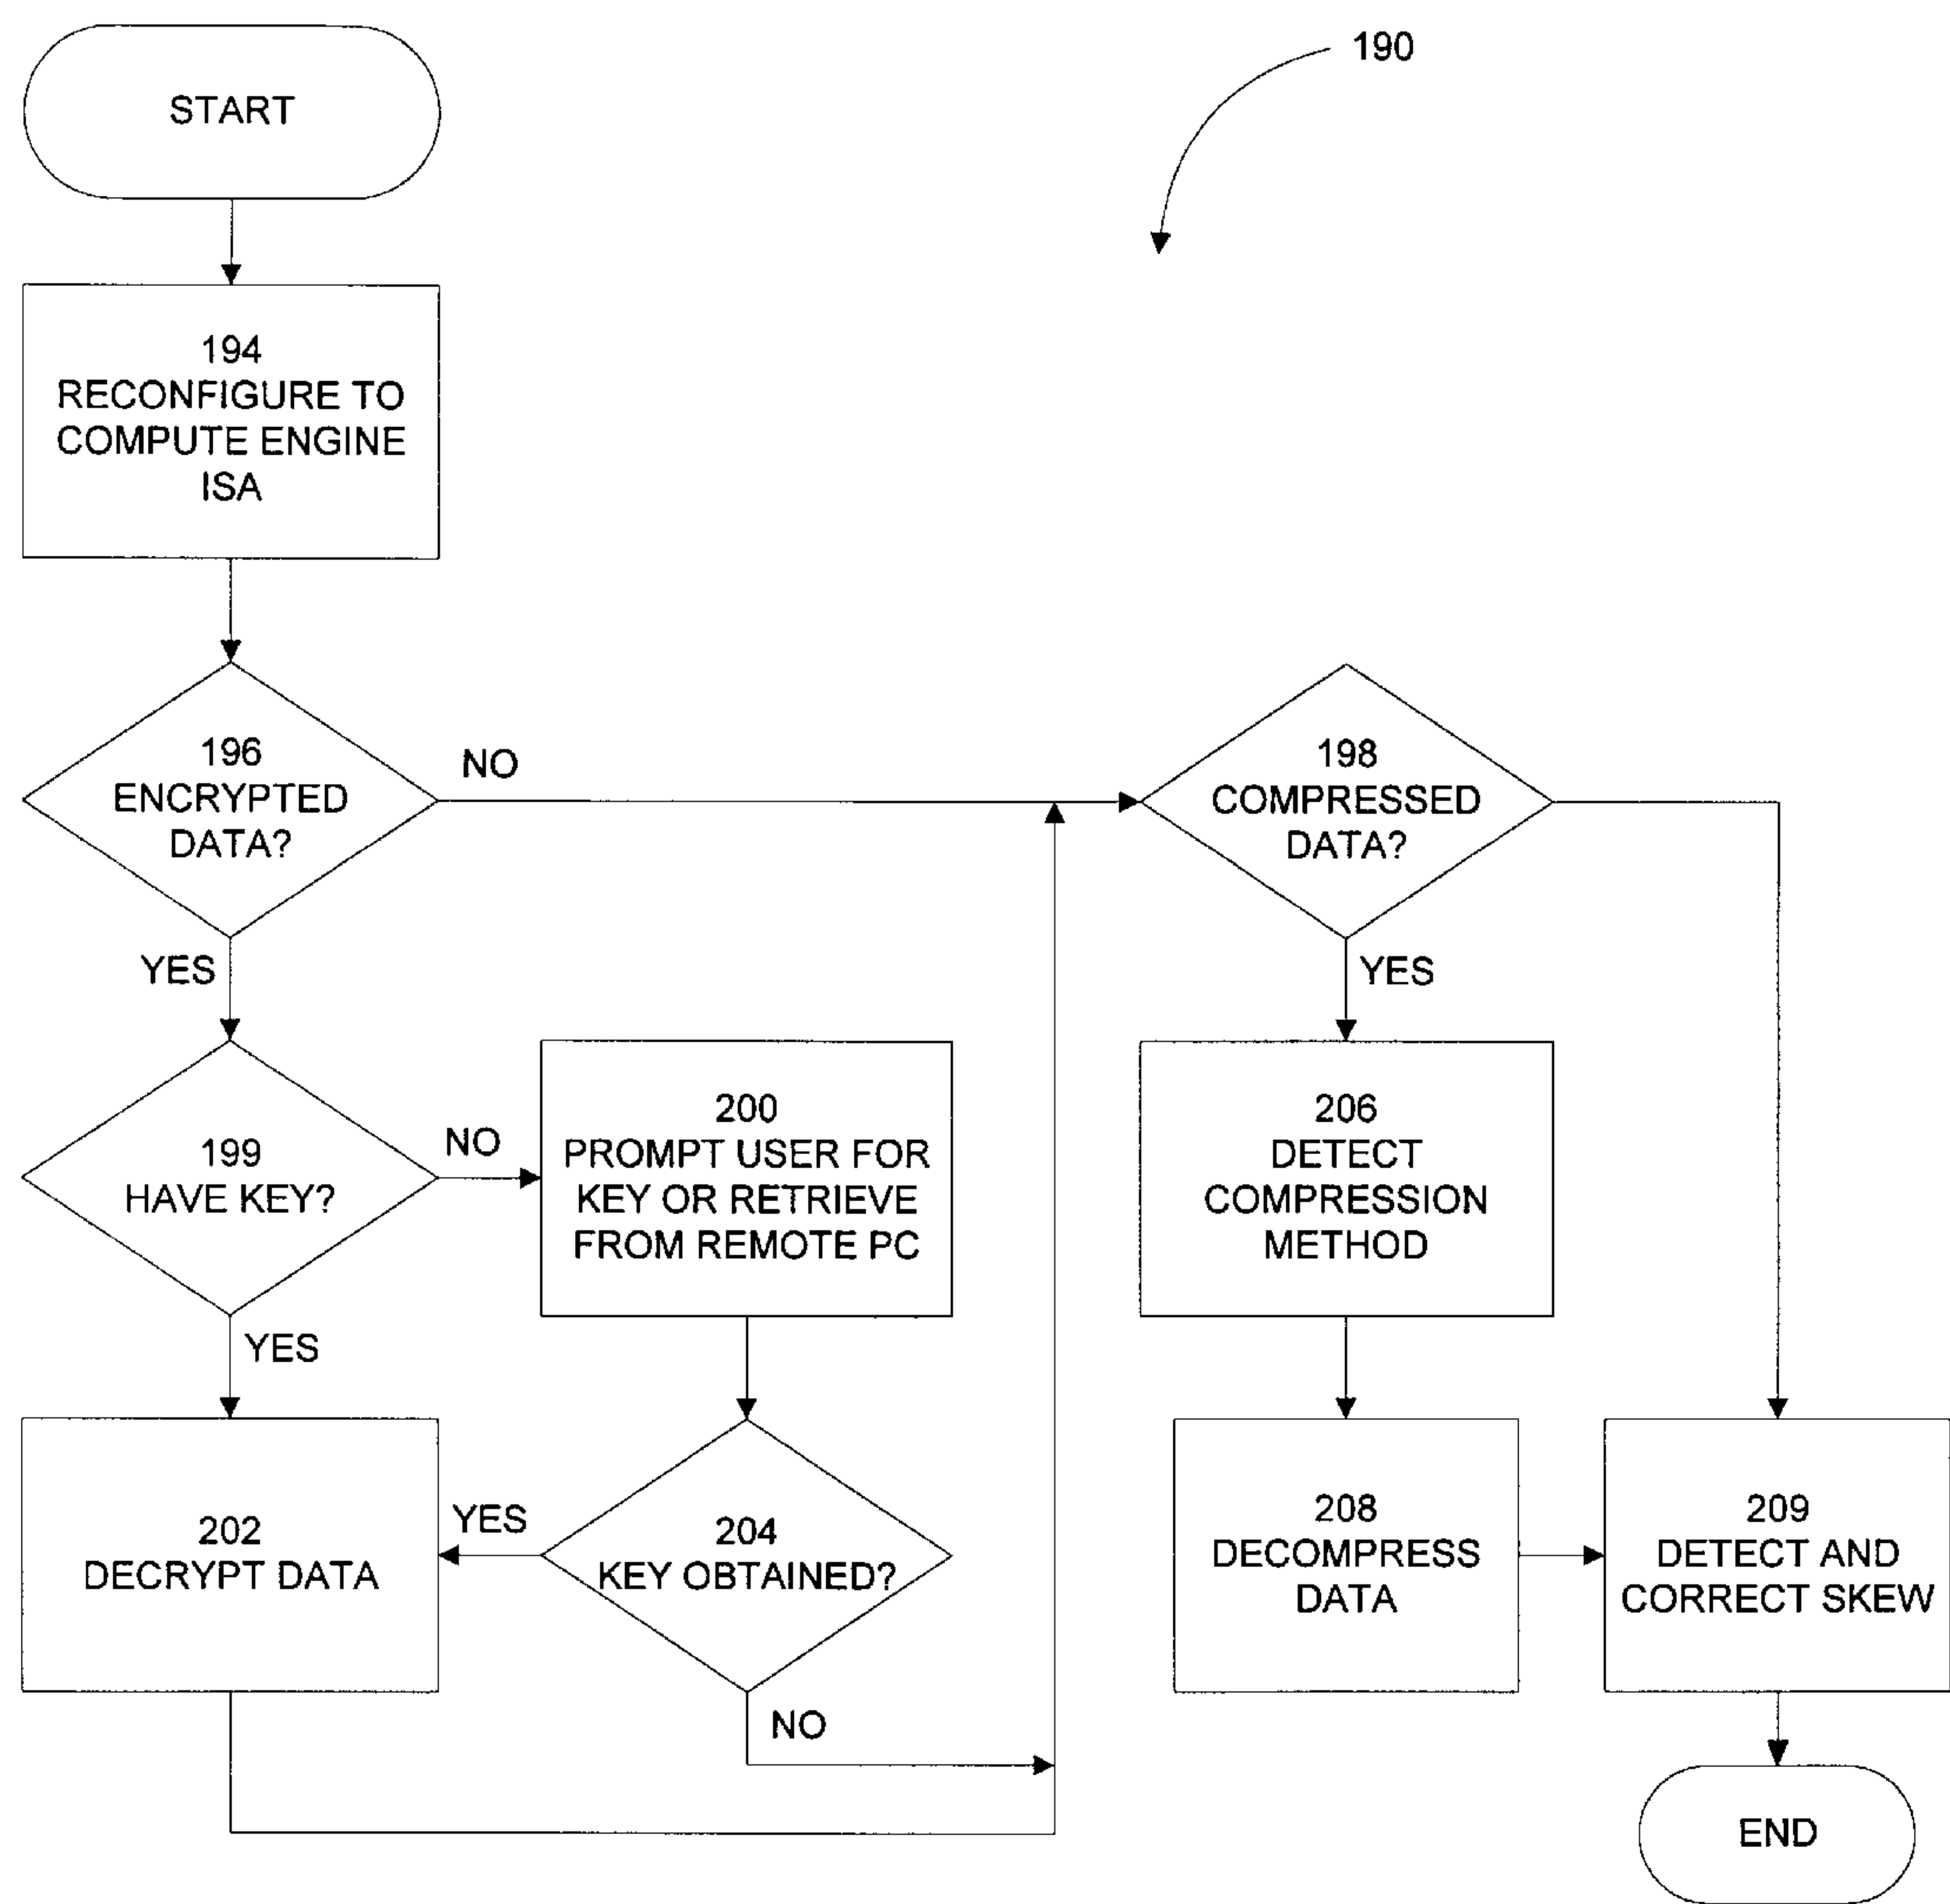 START
190
194
RECONFIGURE TO
COMPUTE ENGINE
ISA
196
ENCRYPTED
DATA?
NO
198
COMPRESSED
DATA?
YES
YES
199
HAVE KEY?
NO
200
PROMPT USER FOR
KEY OR RETRIEVE
FROM REMOTE PC
206
DETECT
COMPRESSION
METHOD
YES
202
DECRYPT DATA
YES
204
KEY OBTAINED?
NO
208
DECOMPRESS
DATA
209
DETECT AND
CORRECT SKEW
END